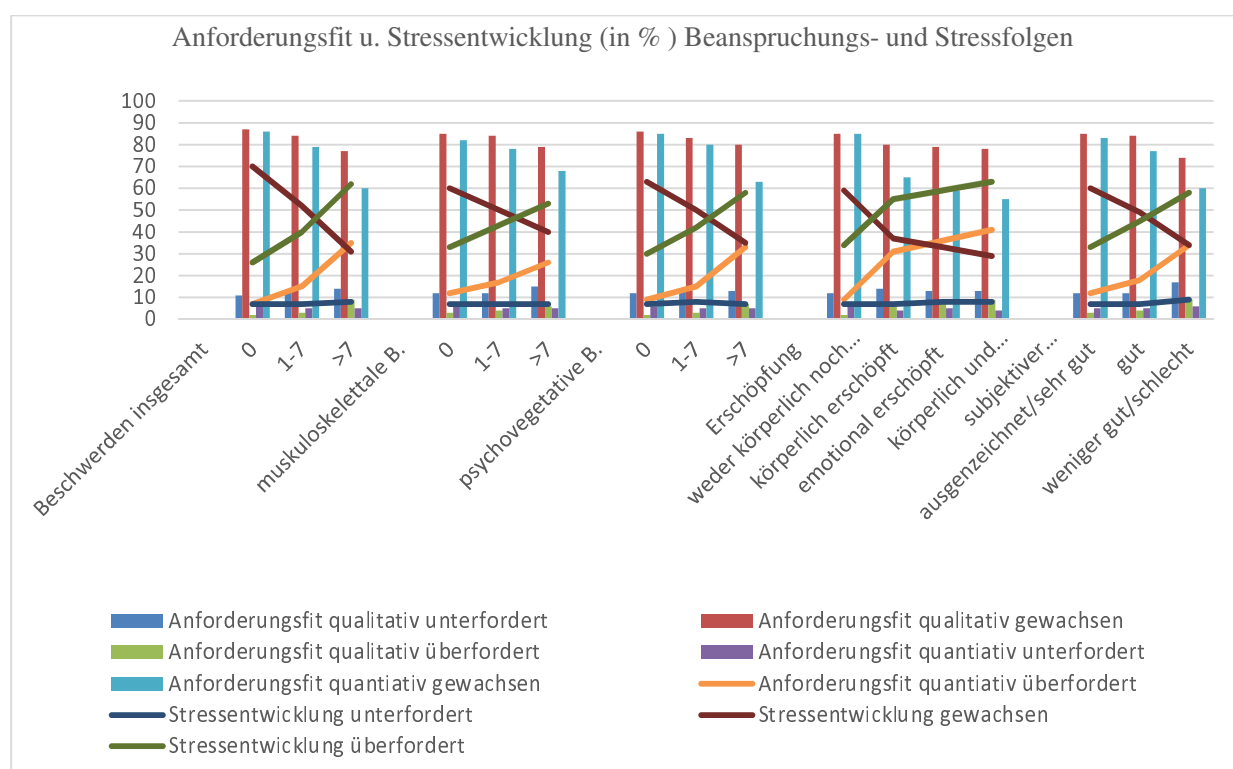 Anforderungsfit u. Stressentwicklung (in % ) Beanspruchungs- und Stressfolgen
100
90
80
70
60
50
40
30
20
10
0
Beschwerden insgesamt
0
1-7
>7
muskuloskelettale B.
0
1-7
>7
psychovegetative B.
0
1-7
>7
Erschöpfung
weder körperlich noch…
körperlich erschöpft
emotional erschöpft
körperlich und…
subjektiver…
ausgenzeichnet/sehr gut
gut
weniger gut/schlecht
Anforderungsfit qualitativ unterfordert
Anforderungsfit qualitativ gewachsen
Anforderungsfit qualitativ überfordert
Anforderungsfit quantiativ unterfordert
Anforderungsfit quantiativ gewachsen
Anforderungsfit quantiativ überfordert
Stressentwicklung unterfordert
Stressentwicklung gewachsen
Stressentwicklung überfordert